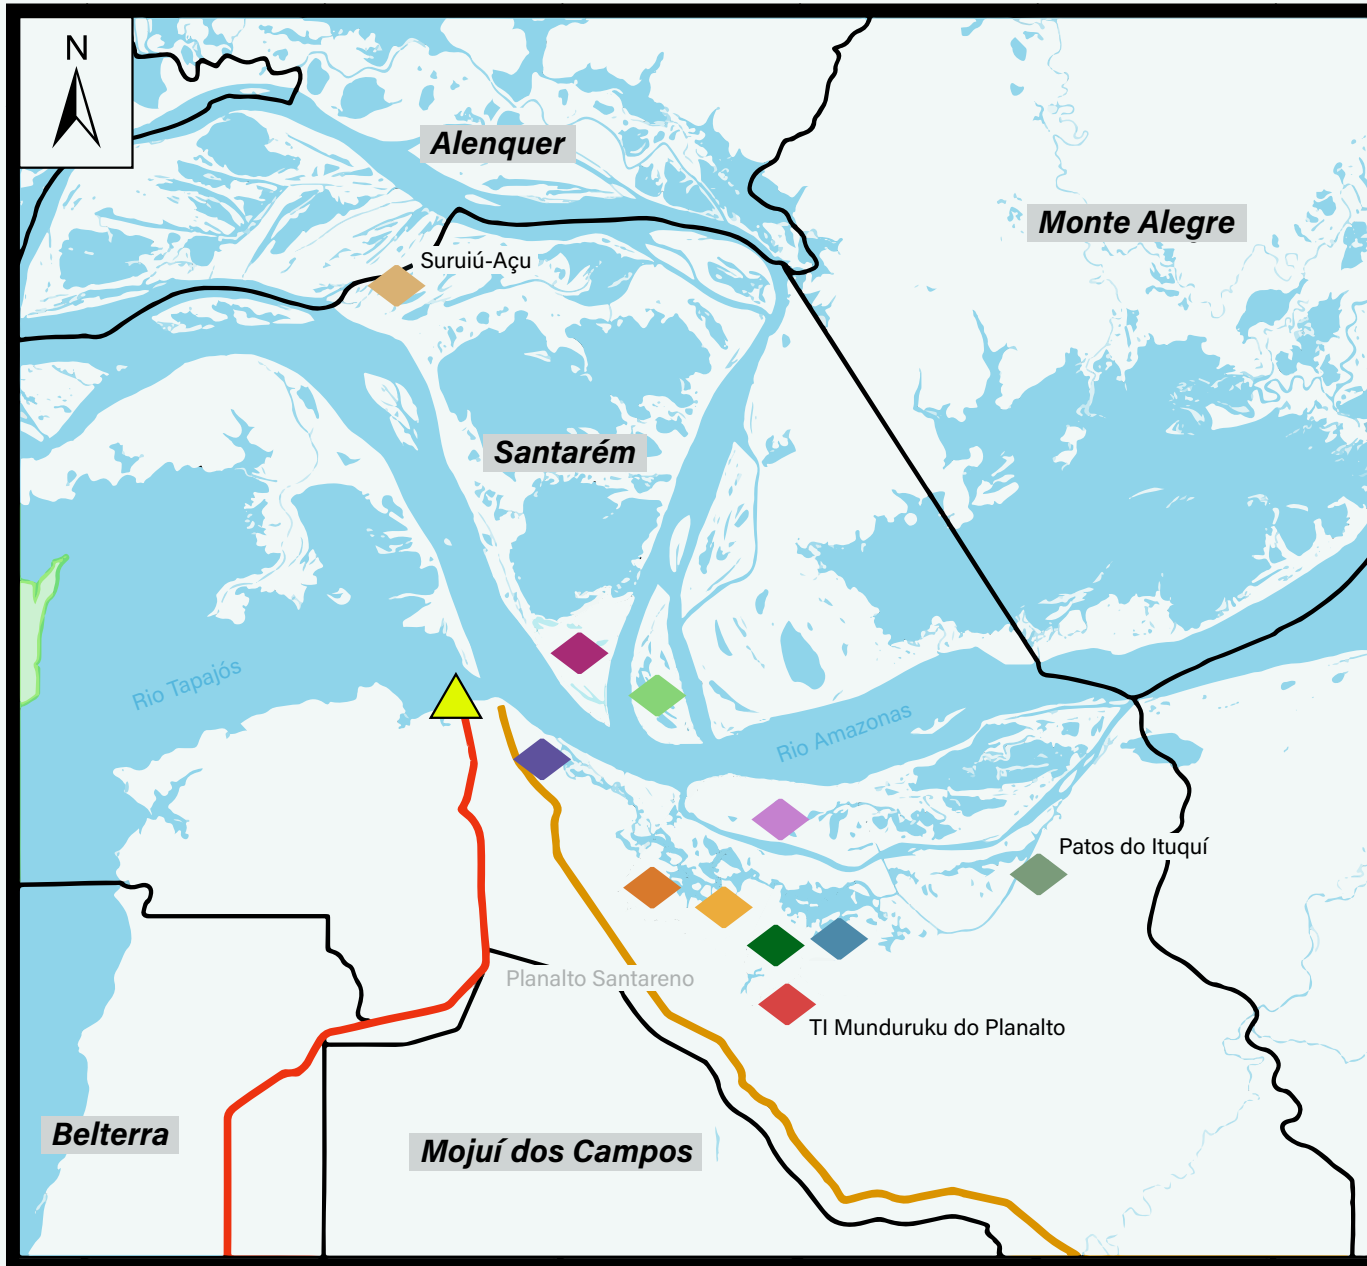 N
Alenquer
Monte Alegre
Suruiú-Açu
Santarém
Rio Tapajós
Rio Amazonas
Patos do Ituquí
Planalto Santareno
TI Munduruku do Planalto
Belterra
Mojuí dos Campos